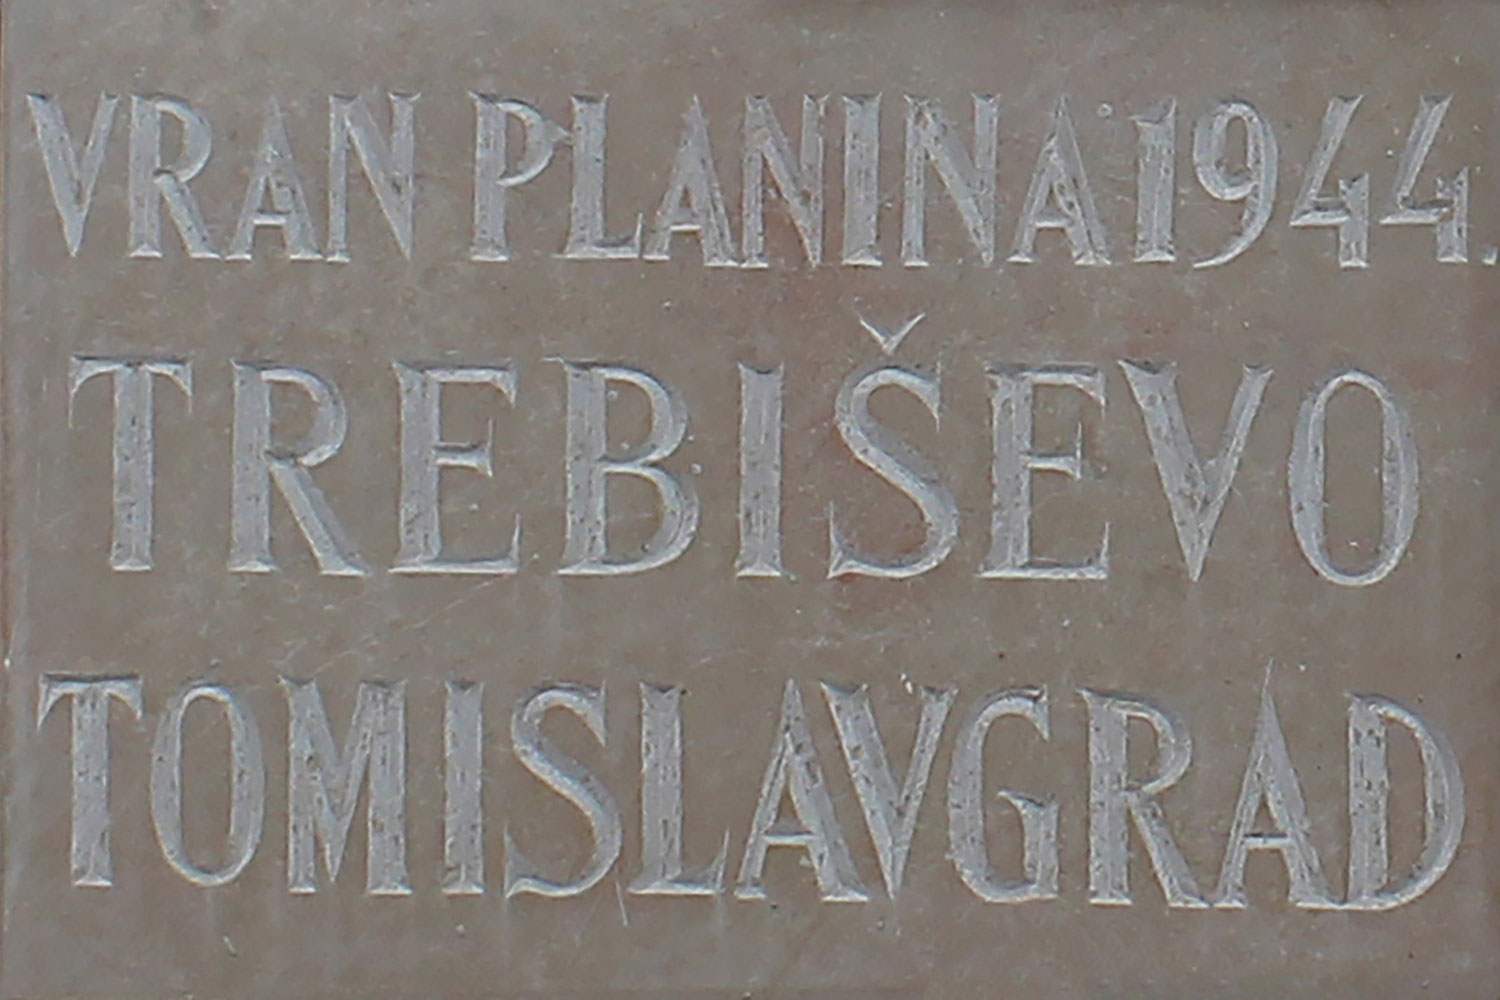 VRAN PLANINA 1944.
TREBIŠEVO
TOMISLAVGRAD